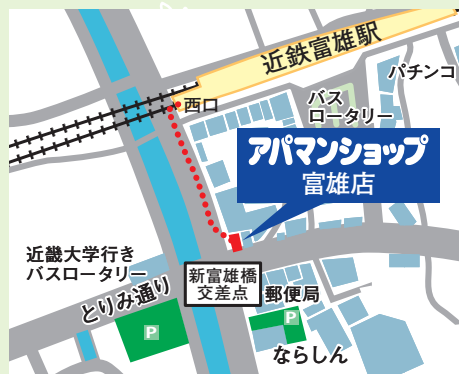 近鉄富雄駅
パチンコ
西口
バス
ロータリー
アパマンショップ
富雄店
近畿大学行き
バスロータリー
とりみ通り
新富雄橋
交差点
郵便局
P
P
ならしん